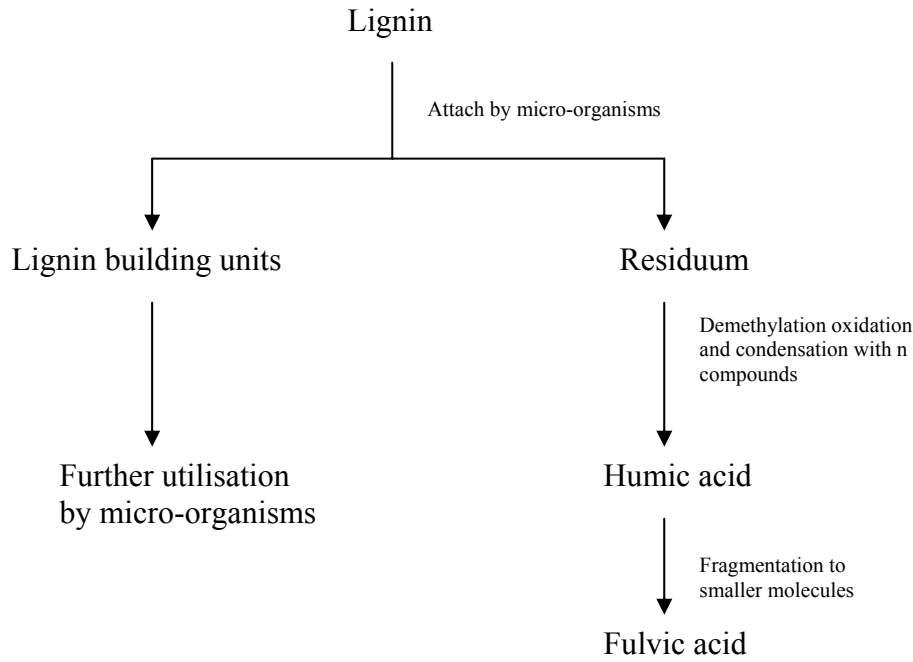 Lignin
Attach by micro-organisms
Lignin building units
Residuum
Demethylation oxidation
and condensation with n
compounds
Further utilisation
by micro-organisms
Humic acid
Fragmentation to
smaller molecules
Fulvic acid